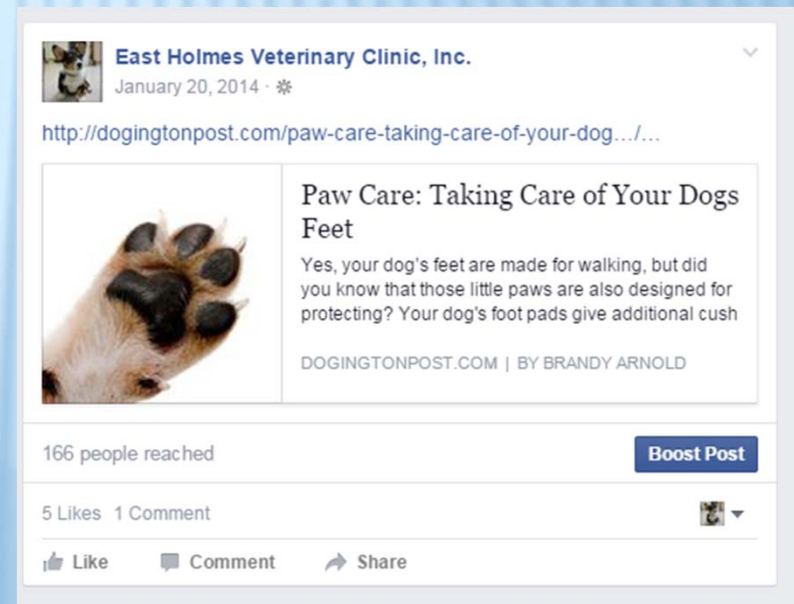 East Holmes Veterinary Clinic, Inc.
January 20, 2014 ·
http://dogingtonpost.com/paw-care-taking-care-of-your-dog.../...
Paw Care: Taking Care of Your Dogs
Feet
Yes, your dog's feet are made for walking, but did
you know that those little paws are also designed for
protecting? Your dog's foot pads give additional cush
DOGINGTONPOST.COM | BY BRANDY ARNOLD
166 people reached
Boost Post
5 Likes 1 Comment
Like Comment Share